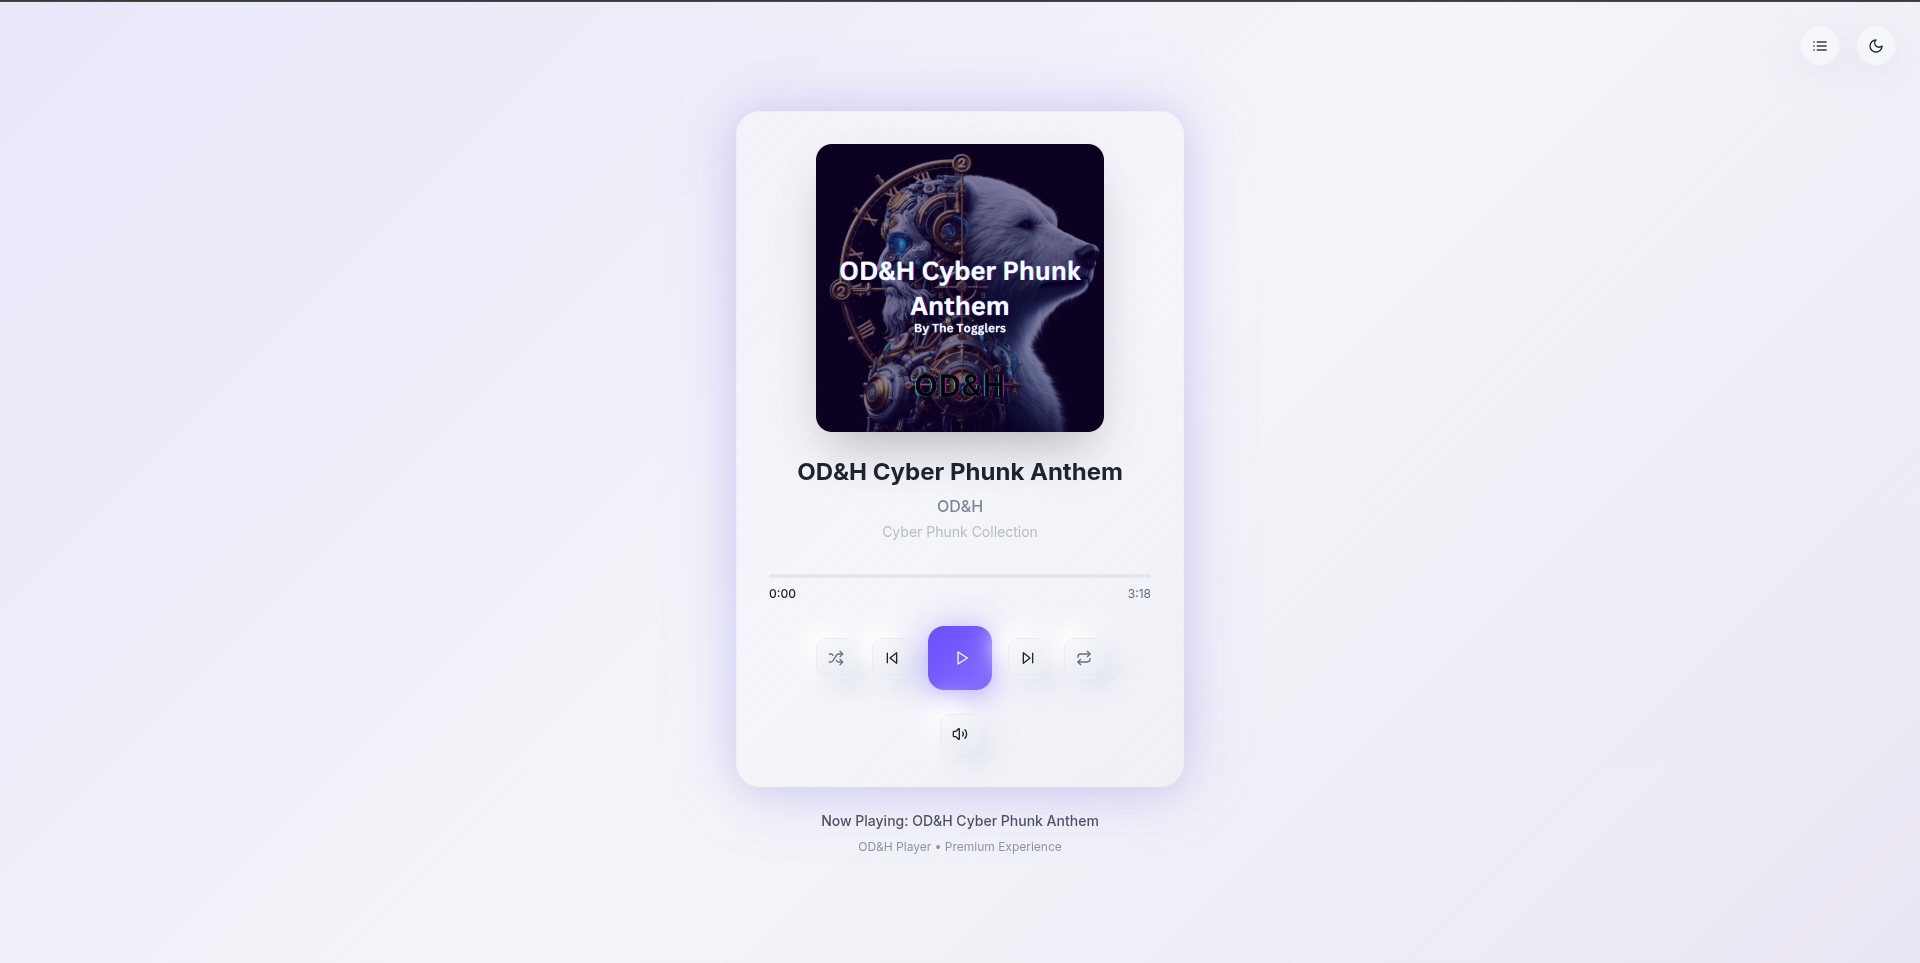 OD&H Cyber Phunk
Anthem
By The Togglers
OD&H
OD&H Cyber Phunk Anthem
OD&H
Cyber Phunk Collection
0:00
3:18
Now Playing: OD&H Cyber Phunk Anthem
OD&H Player • Premium Experience